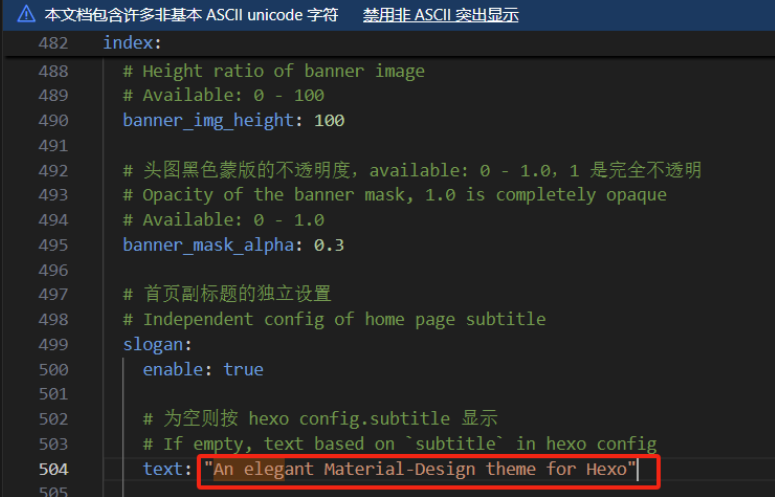 本文档包含许多非基本 ASCII unicode 字符 禁用非 ASCII 突出显示
482 index:
488 # Height ratio of banner image
489 # Available: 0 - 100
490 banner_img_height: 100
491
492 # 头图黑色蒙版的不透明度，available: 0 - 1.0，1 是完全不透明
493 # Opacity of the banner mask, 1.0 is completely opaque
494 # Available: 0 - 1.0
495 banner_mask_alpha: 0.3
496
497 # 首页副标题的独立设置
498 # Independent config of home page subtitle
499 slogan:
500 enable: true
501
502 # 为空则按 hexo config.subtitle 显示
503 # If empty, text based on `subtitle` in hexo config
504 text: "An elegant Material-Design theme for Hexo"
505